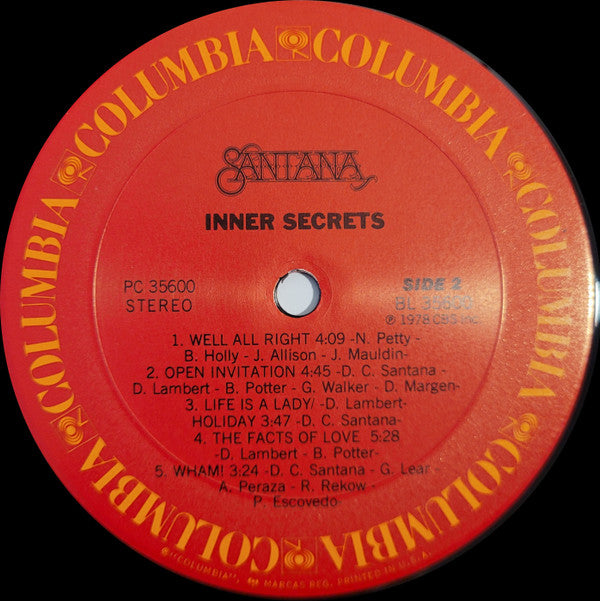 COLUMBIA COLUMBIA COLUMBIA COLUMBIA COLUMBIA COLUMBIA
SANTANA
INNER SECRETS
PC 35600
STEREO
SIDE 2
BL 35600
℗ 1978 CBS Inc.
1. WELL ALL RIGHT 4:09 -N. Petty-
B. Holly - J. Allison - J. Mauldin-
2. OPEN INVITATION 4:45 -D. C. Santana -
D. Lambert - B. Potter - G. Walker - D. Margen-
3. LIFE IS A LADY/ -D. Lambert-
HOLIDAY 3:47 -D. C. Santana-
4. THE FACTS OF LOVE 5:28
-D. Lambert - B. Potter-
5. WHAM! 3:24 -D. C. Santana - G. Lear -
A. Peraza - R. Rekow -
P. Escovedo-
® "COLUMBIA", MARCAS REG. PRINTED IN U.S.A.